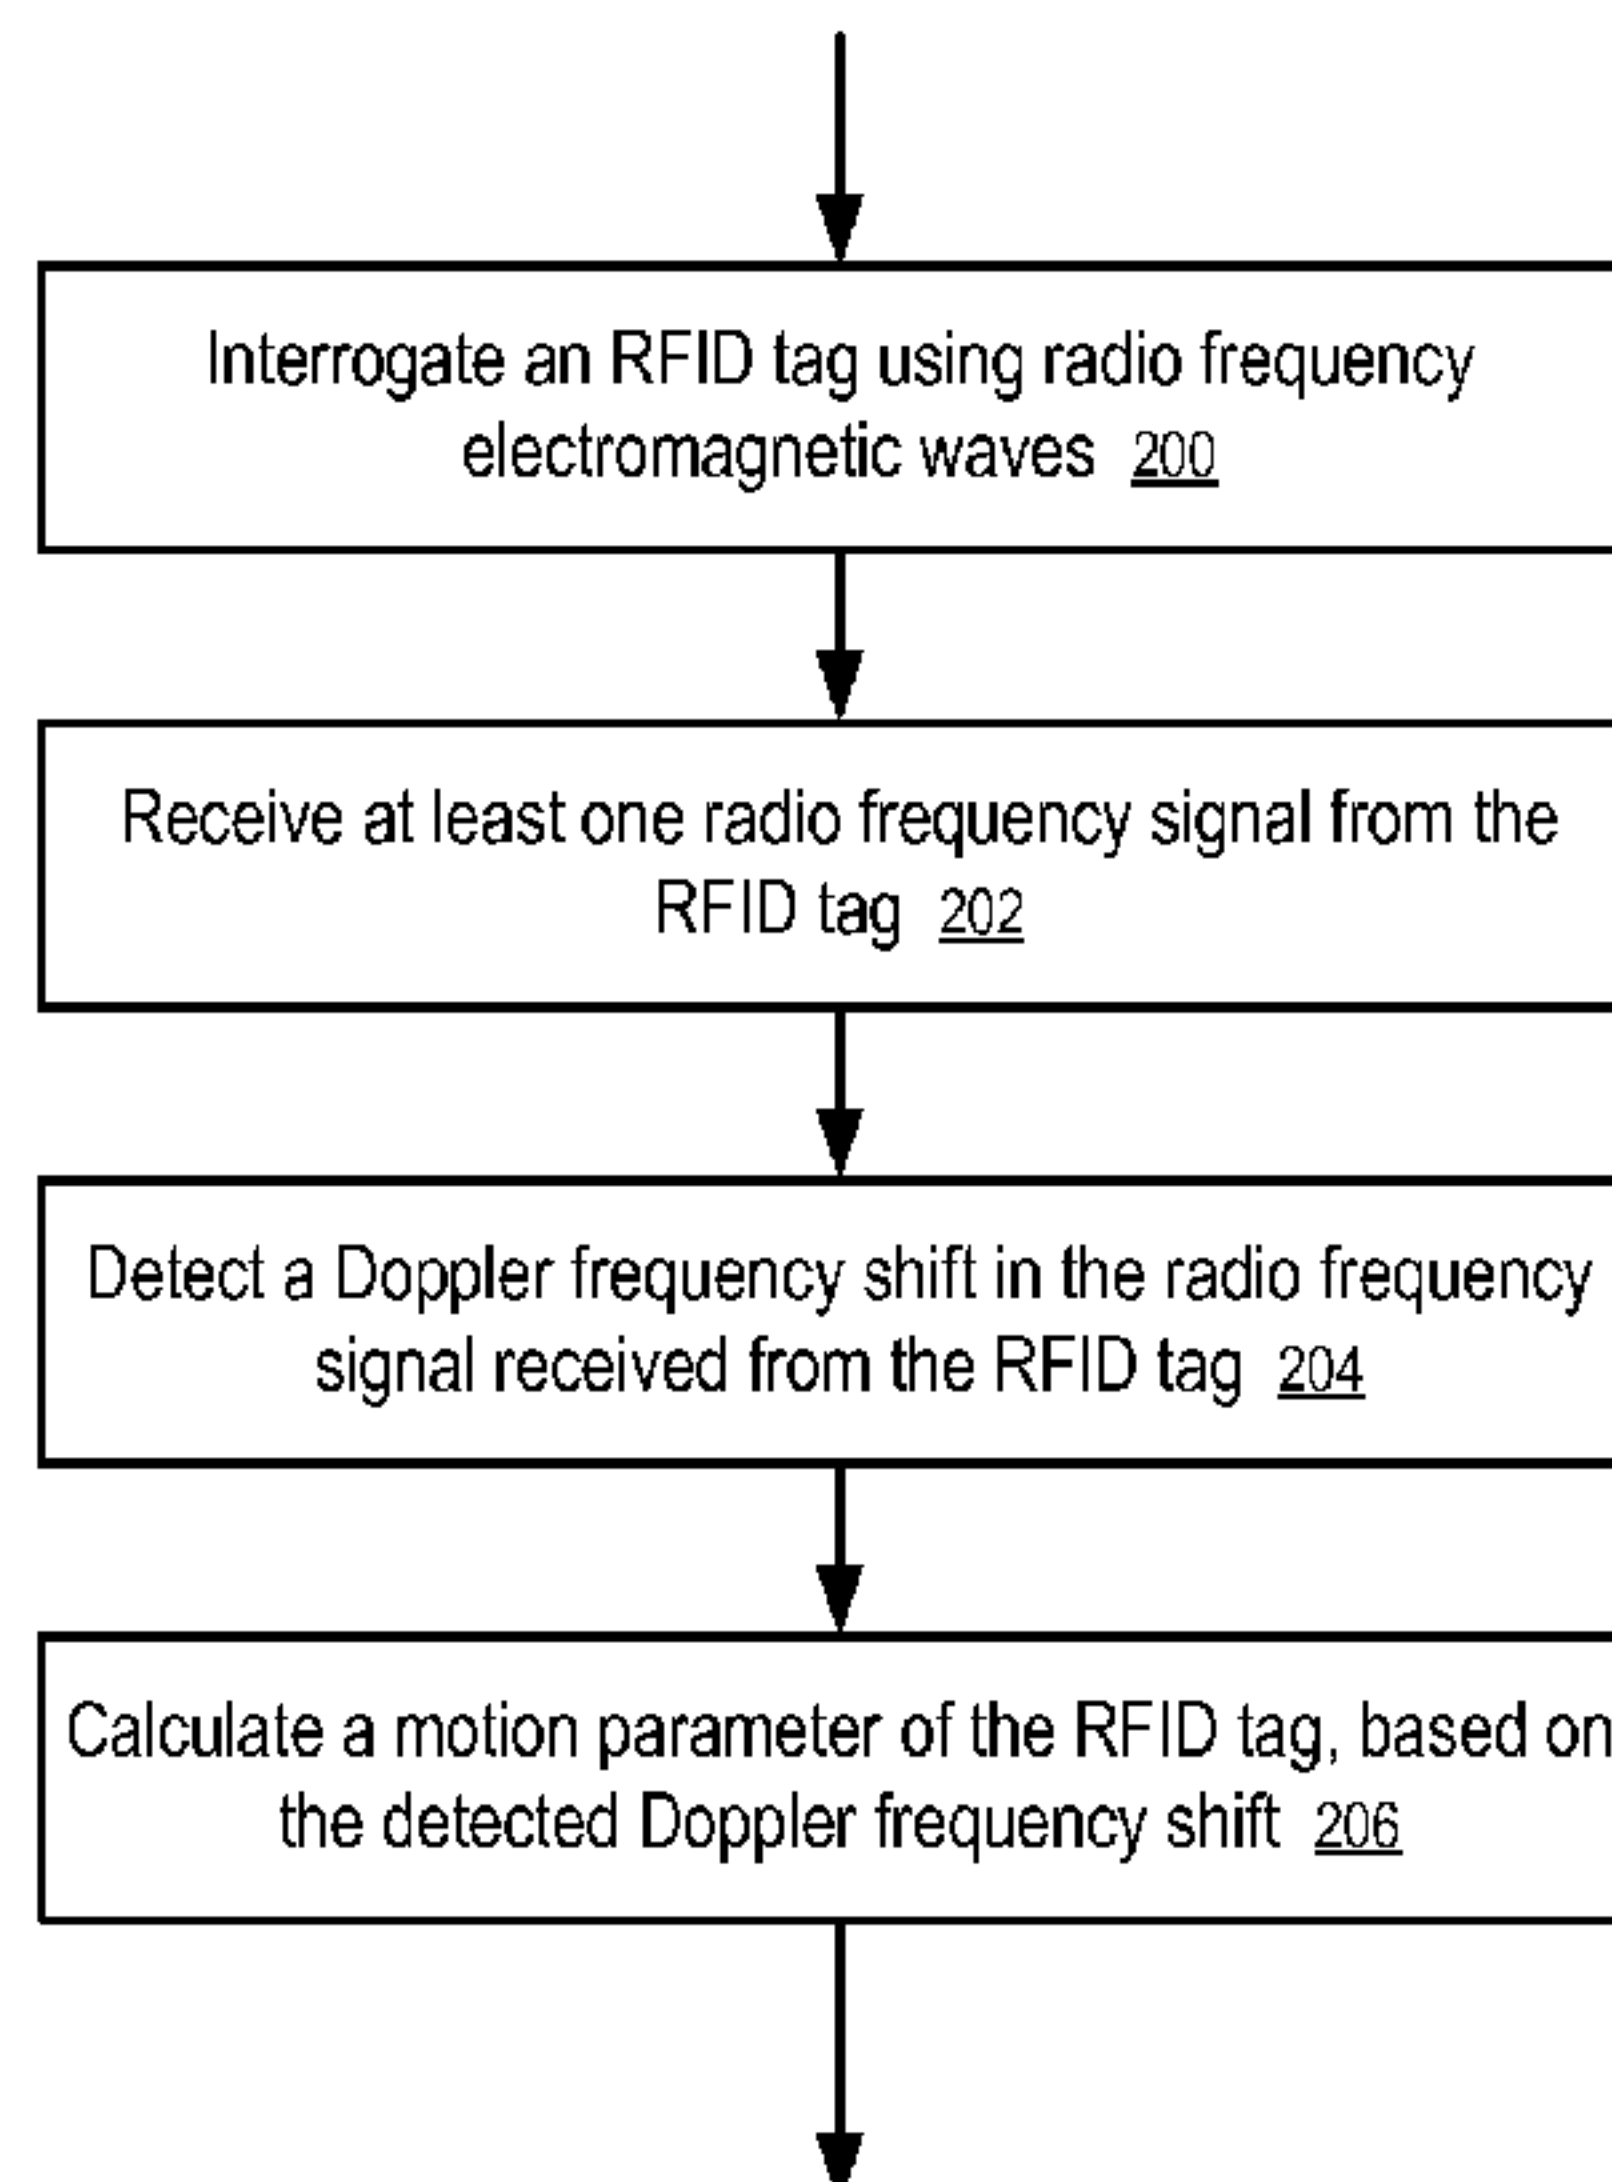 Interrogate an RFID tag using radio frequency
electromagnetic waves 200
Receive at least one radio frequency signal from the
RFID tag 202
Detect a Doppler frequency shift in the radio frequency
signal received from the RFID tag 204
Calculate a motion parameter of the RFID tag, based on
the detected Doppler frequency shift 206